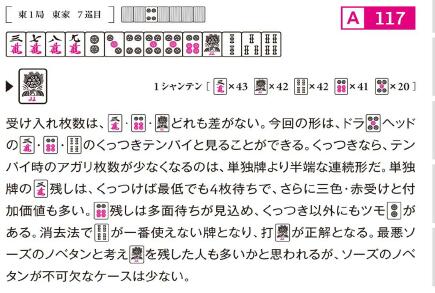 東1局 東家 7巡目
A 117
1シャンテン [ ×43 ×42 ×42 ×41 ×20 ]
受け入れ枚数は、・・どれも差がない。今回の形は、ドラヘッド
の・・のくっつきテンパイと見ることができる。くっつきなら、テン
パイ時のアガリ枚数が少なくなるのは、単独牌より半端な連続形だ。単独
牌の残しは、くっつけば最低でも4枚待ちで、さらに三色・赤受けと付
加価値も多い。残しは多面待ちが見込め、くっつき以外にもツモが
ある。消去法でが一番使えない牌となり、打が正解となる。最悪ソ
ーズのノベタンと考えを残した人も多いかと思われるが、ソーズのノベ
タンが不可欠なケースは少ない。